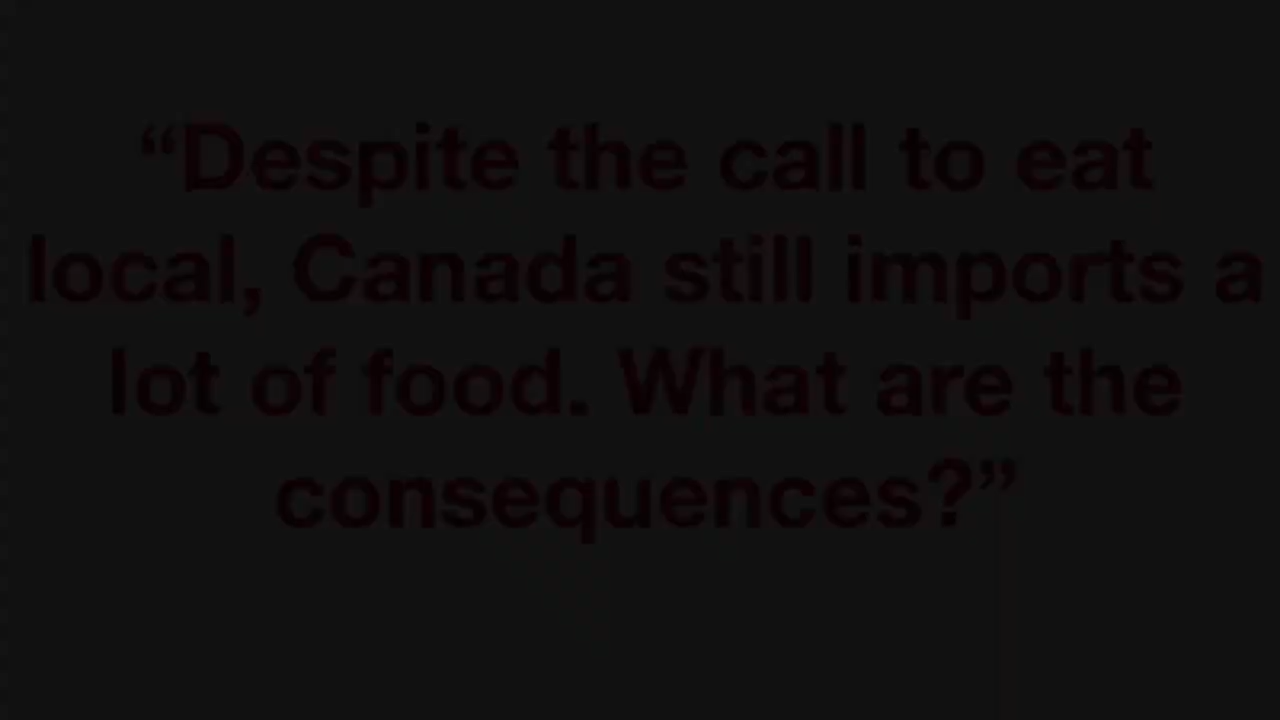 “Despite the call to eat
local, Canada still imports a
lot of food. What are the
consequences?”